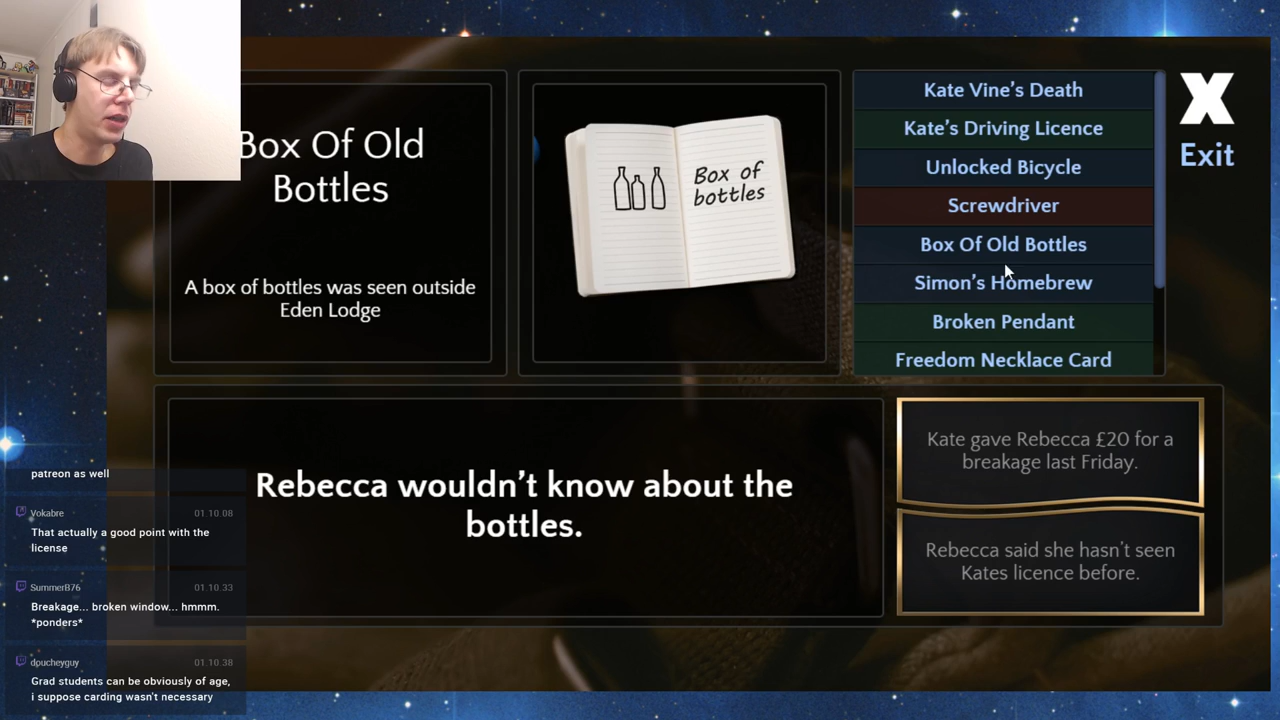 Box Of Old
Bottles
A box of bottles was seen outside
Eden Lodge
Box of
bottles
Kate Vine's Death
Kate's Driving Licence
Unlocked Bicycle
Screwdriver
Box Of Old Bottles
Simon's Homebrew
Broken Pendant
Freedom Necklace Card
X
Exit
Rebecca wouldn't know about the
bottles.
Kate gave Rebecca £20 for a
breakage last Friday.
Rebecca said she hasn't seen
Kates licence before.
patreon as well
Vokabre 01.10.08
That actually a good point with the
license
SummerB76 01.10.33
Breakage... broken window... hmmm.
*ponders*
dpucheyguy 01.10.38
Grad students can be obviously of age,
i suppose carding wasn't necessary